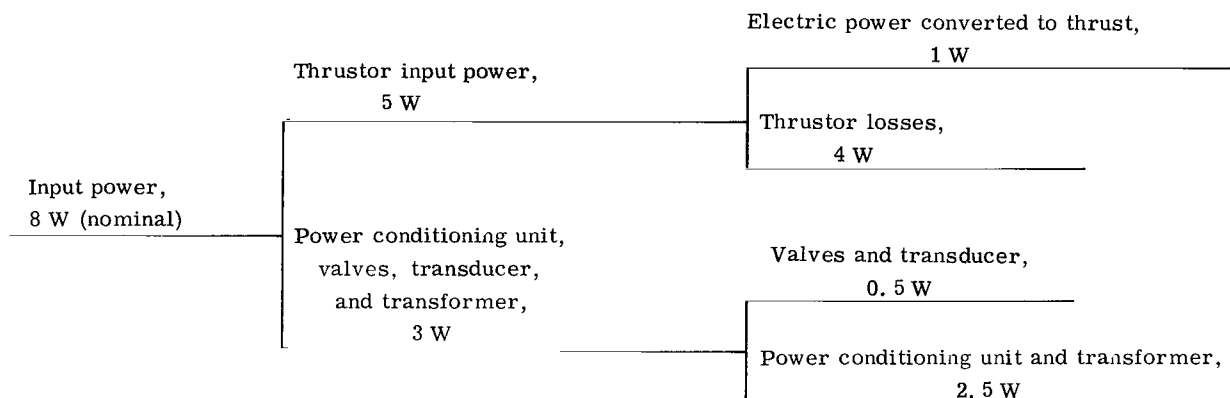 Electric power converted to thrust,
1 W
Thrustor input power,
5 W
Thrustor losses,
4 W
Input power,
8 W (nominal)
Power conditioning unit,
valves, transducer,
and transformer,
3 W
Valves and transducer,
0.5 W
Power conditioning unit and transformer,
2.5 W